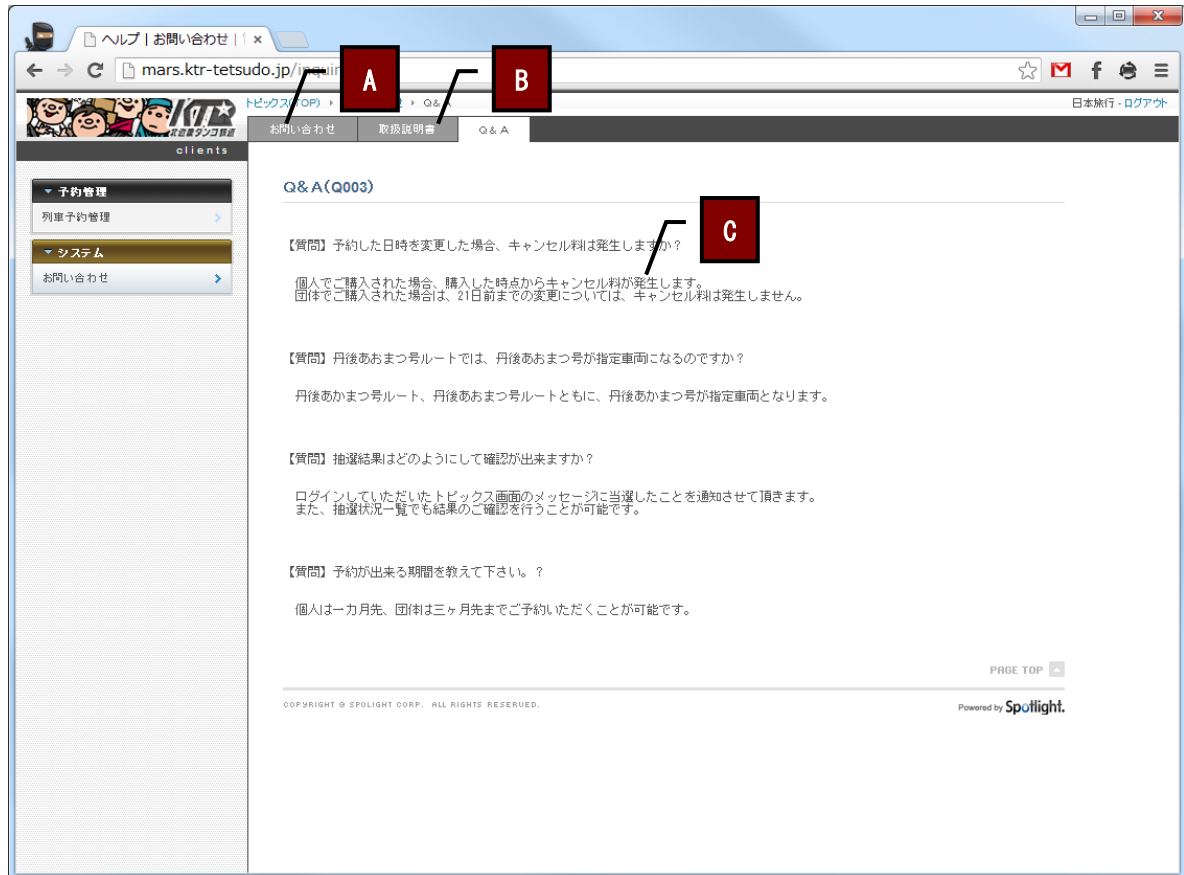 ヘルプ | お問い合わせ |
mars.ktr-tetsudo.jp/inquir
A
B
KTR
北近畿タンゴ鉄道
clients
トピックス(TOP) › › Q&A
日本旅行 - ログアウト
お問い合わせ 取扱説明書 Q&A
予約管理
列車予約管理
システム
お問い合わせ
Q&A(Q003)
C
【質問】予約した日時を変更した場合、キャンセル料は発生しますか？
個人でご購入された場合、購入した時点からキャンセル料が発生します。
団体でご購入された場合は、21日前までの変更については、キャンセル料は発生しません。
【質問】丹後あおまつ号ルートでは、丹後あおまつ号が指定車両になるのですか？
丹後あかまつ号ルート、丹後あおまつ号ルートともに、丹後あかまつ号が指定車両となります。
【質問】抽選結果はどのようにして確認が出来ますか？
ログインしていただいたトピックス画面のメッセージに当選したことを通知させて頂きます。
また、抽選状況一覧でも結果のご確認を行うことが可能です。
【質問】予約が出来る期間を教えて下さい。？
個人は一カ月先、団体は三ヶ月先までご予約いただくことが可能です。
PAGE TOP
COPYRIGHT @ SPOLIGHT CORP. ALL RIGHTS RESERVED.
Powered by Spotlight.